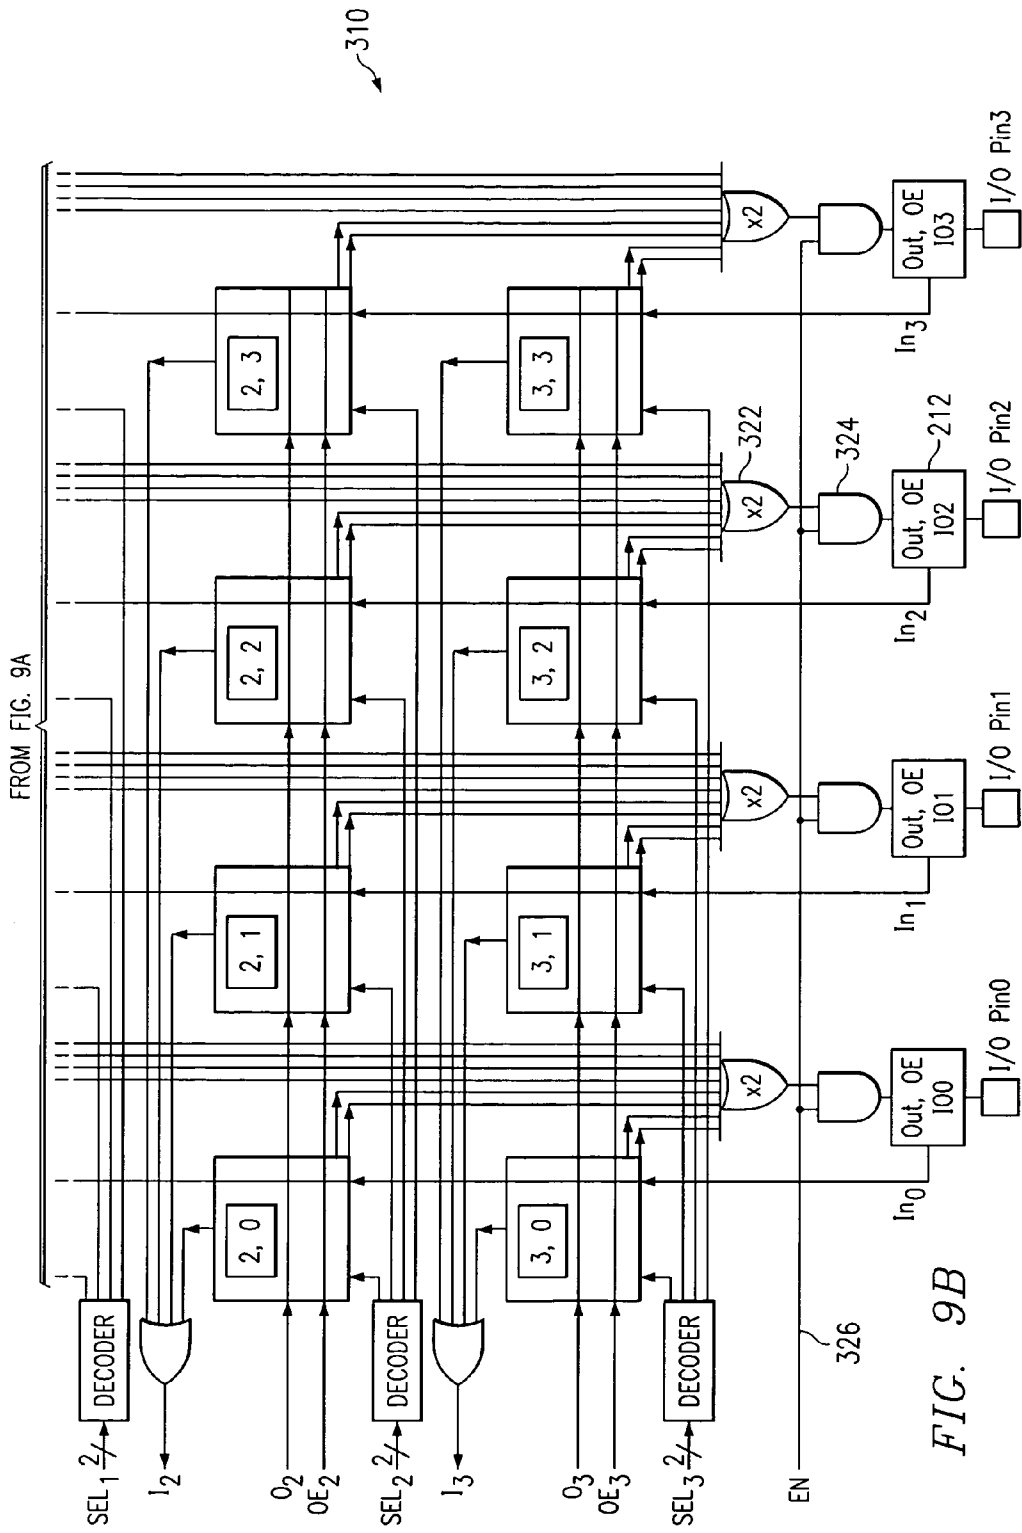 FROM FIG. 9A
310
SEL1 2 DECODER
I2
2, 0
2, 1
2, 2
2, 3
O2
OE2
SEL2 2 DECODER
I3
3, 0
3, 1
3, 2
3, 3
O3
OE3
SEL3 2 DECODER
x2
x2
x2
322
x2
EN
326
324
In0
Out, OE
IO0
In1
Out, OE
IO1
In2
Out, OE
IO2
212
In3
Out, OE
IO3
I/O Pin0
I/O Pin1
I/O Pin2
I/O Pin3
FIG. 9B